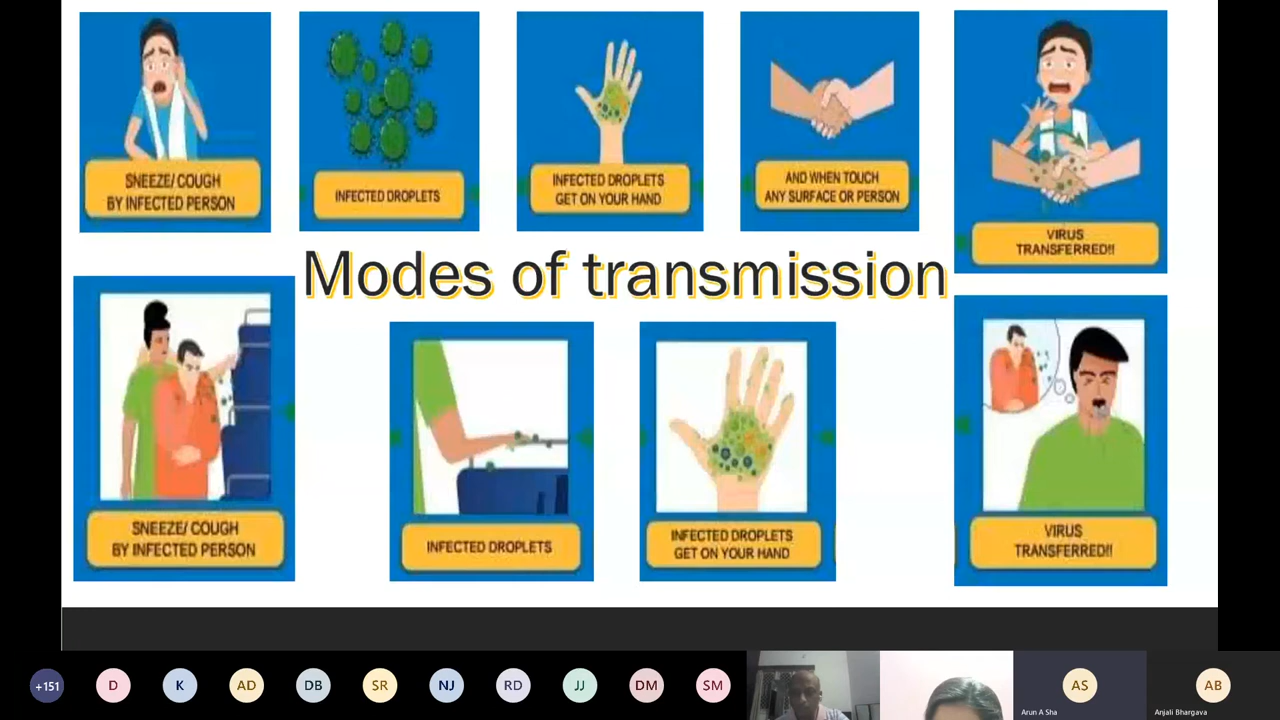 SNEEZE/ COUGH
BY INFECTED PERSON
INFECTED DROPLETS
INFECTED DROPLETS
GET ON YOUR HAND
AND WHEN TOUCH
ANY SURFACE OR PERSON
VIRUS
TRANSFERRED!!
Modes of transmission
SNEEZE/ COUGH
BY INFECTED PERSON
INFECTED DROPLETS
INFECTED DROPLETS
GET ON YOUR HAND
VIRUS
TRANSFERRED!!
+151
D
K
AD
DB
SR
NJ
RD
JJ
DM
SM
AS
AB
Arun A Sha
Anjali Bhargava